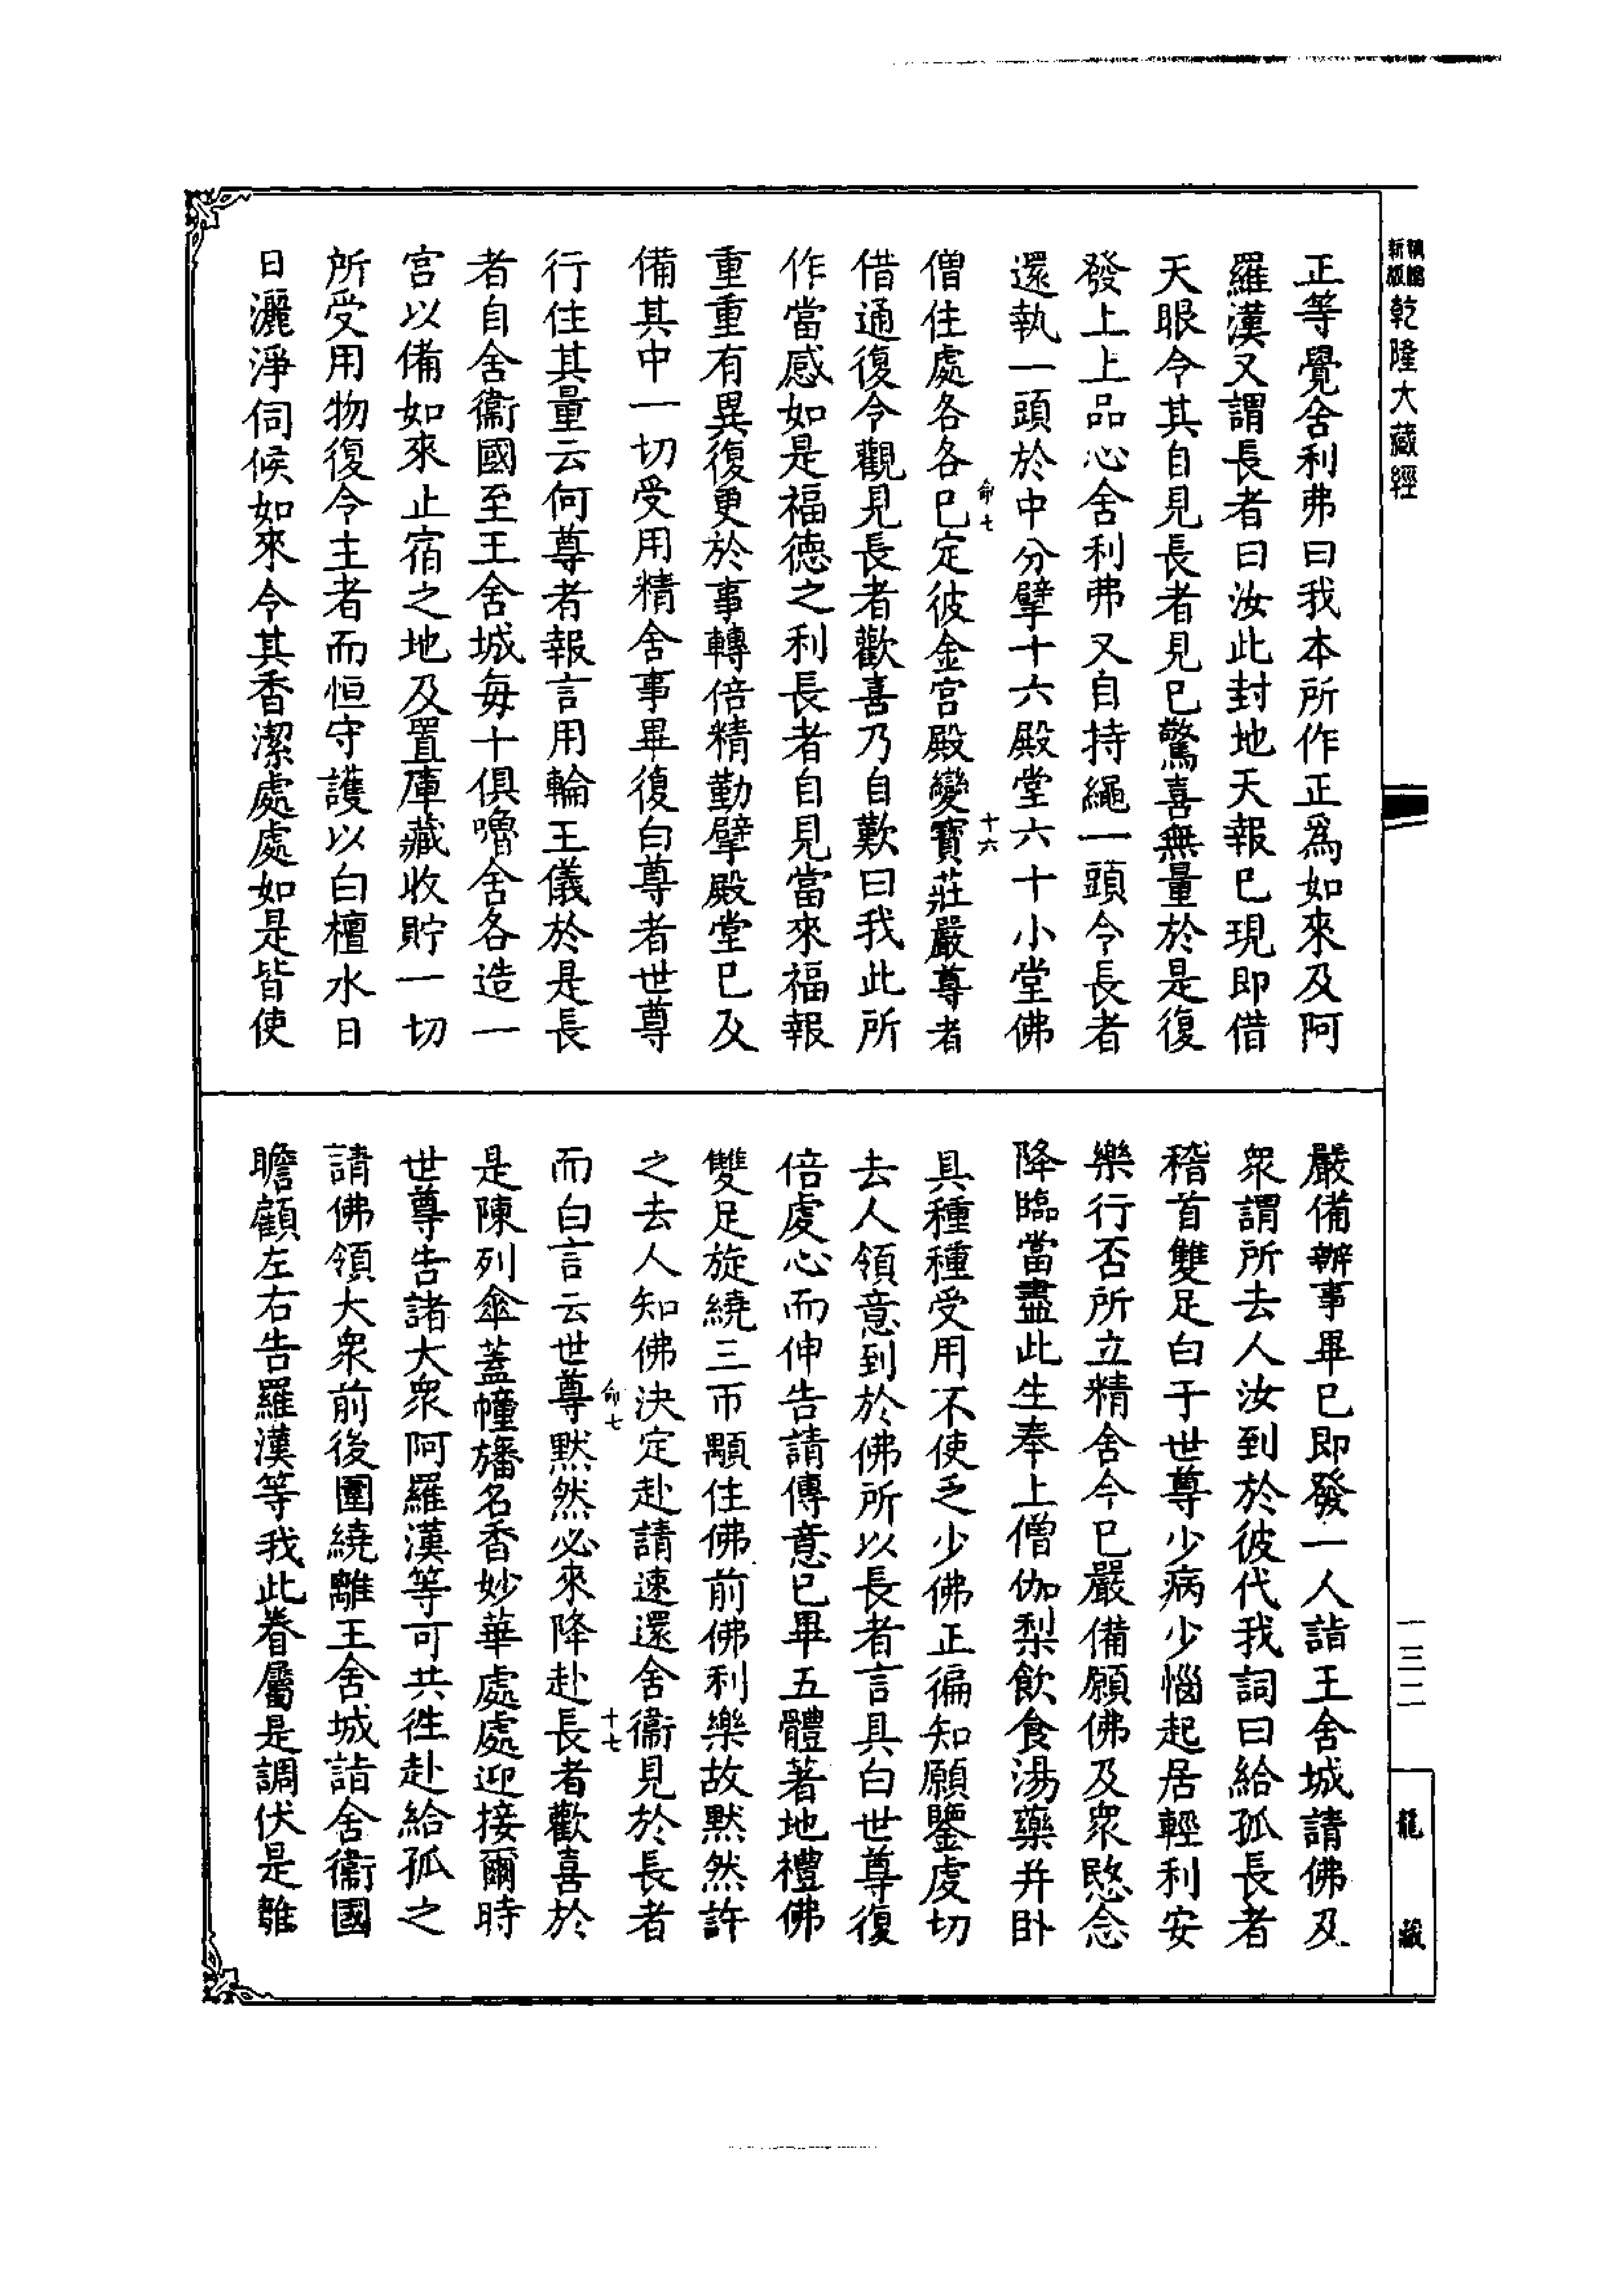 乾隆大藏經
正等覺舍利弗曰我本所作正為如來及阿
羅漢又謂長者曰汝此封地天報已現即借
天眼令其自見長者見已驚喜無量於是復
發上上品心舍利弗又自持繩一頭令長者
還執一頭於中分擘十六殿堂六十小堂佛
命七
十六
僧住處各各已定彼金宮殿變寶莊嚴尊者
借通復令觀見長者歡喜乃自歎曰我此所
作當感如是福德之利長者自見當來福報
重重有異復更於事轉倍精勤擘殿堂已及
備其中一切受用精舍事畢復白尊者世尊
行住其量云何尊者報言用輪王儀於是長
者自舍衞國至王舍城每十俱嚕舍各造一
宮以備如來止宿之地及置庫藏收貯一切
所受用物復令主者而恒守護以白檀水日
日灑淨伺候如來令其香潔處處如是皆使
嚴備辦事畢已即發一人詣王舍城請佛及
眾謂所去人汝到於彼代我詞曰給孤長者
稽首雙足白于世尊少病少惱起居輕利安
樂行否所立精舍今已嚴備願佛及眾愍念
降臨當盡此生奉上僧伽梨飲食湯藥并臥
具種種受用不使乏少佛正徧知願鑒虔切
去人領意到於佛所以長者言具白世尊復
倍虔心而伸告請傳意已畢五體著地禮佛
雙足旋繞三帀顒住佛前佛利樂故默然許
之去人知佛決定赴請速還舍衞見於長者
命七
十七
而白言云世尊默然必來降赴長者歡喜於
是陳列傘蓋幢旛名香妙華處處迎接爾時
世尊告諸大眾阿羅漢等可共徃赴給孤之
請佛領大眾前後圍繞離王舍城詣舍衞國
瞻顧左右告羅漢等我此眷屬是調伏是離
一三二
龍藏